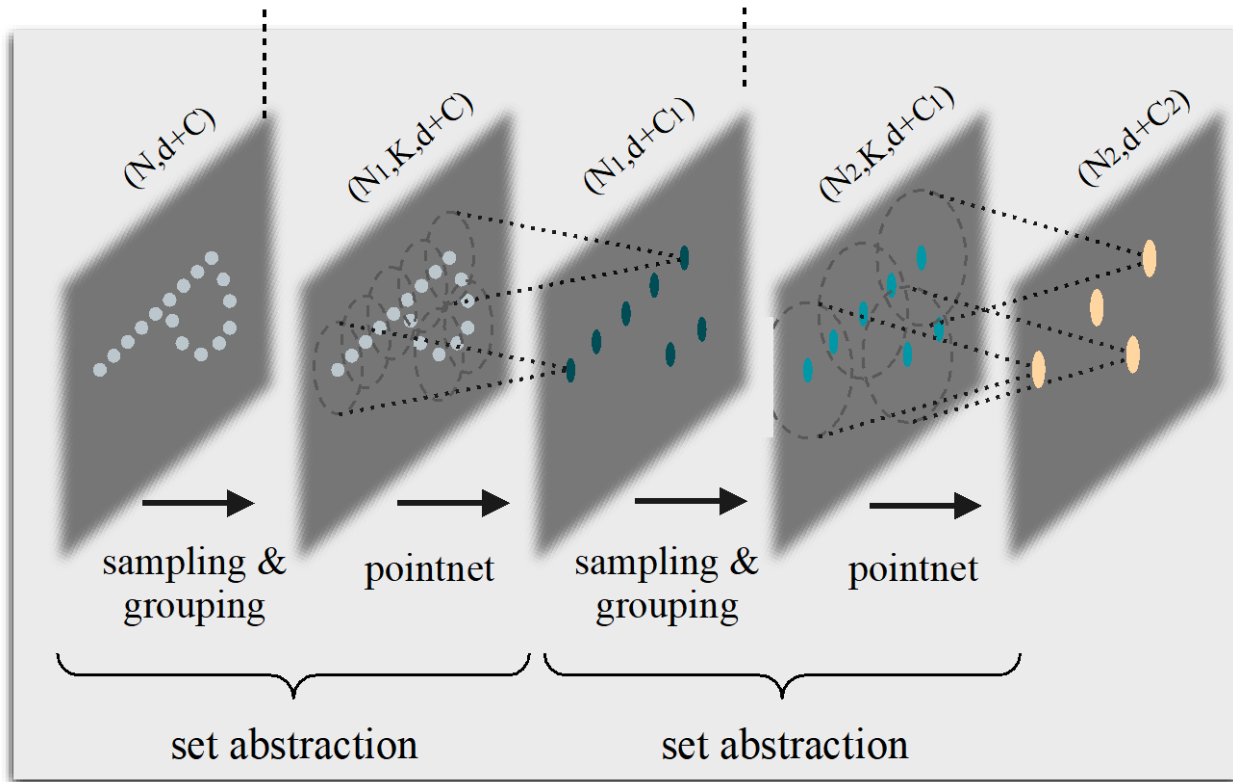 (N,d+C)
(N1,K,d+C)
(N1,d+C1)
(N2,K,d+C1)
(N2,d+C2)
sampling &
grouping
pointnet
sampling &
grouping
pointnet
set abstraction
set abstraction